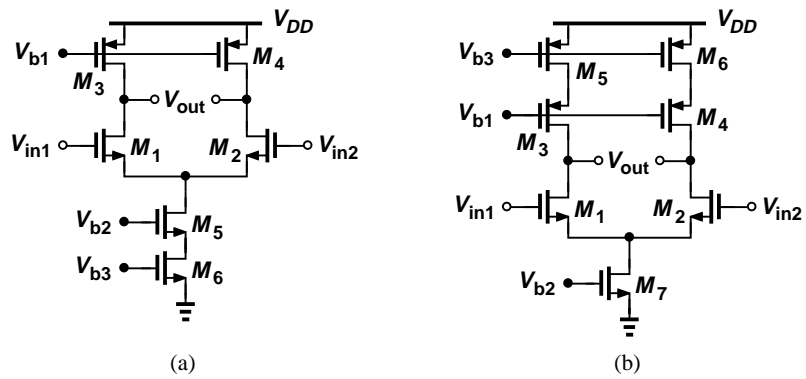 V_DD
V_b1
M_3
M_4
V_out
V_in1
M_1
M_2
V_in2
V_b2
M_5
V_b3
M_6
(a)
V_DD
V_b3
M_5
M_6
V_b1
M_3
M_4
V_out
V_in1
M_1
M_2
V_in2
V_b2
M_7
(b)